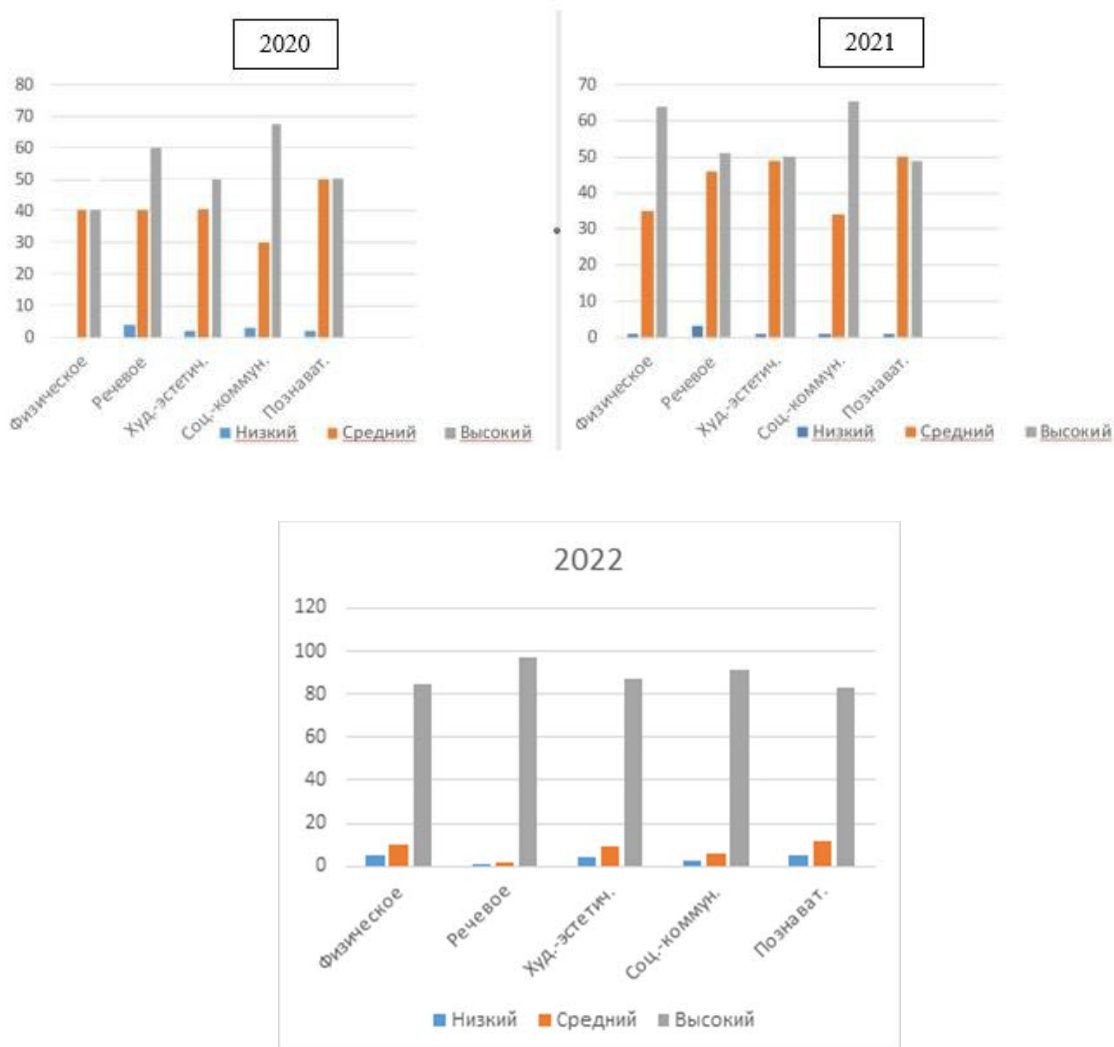 2020
80
70
60
50
40
30
20
10
0
Физическое
Речевое
Худ.-эстетич.
Соц.-коммун.
Познават.
Низкий Средний Высокий
2021
70
60
50
40
30
20
10
0
Физическое
Речевое
Худ.-эстетич.
Соц.-коммун.
Познават.
Низкий Средний Высокий
2022
120
100
80
60
40
20
0
Физическое
Речевое
Худ.-эстетич.
Соц.-коммун.
Познават.
Низкий Средний Высокий